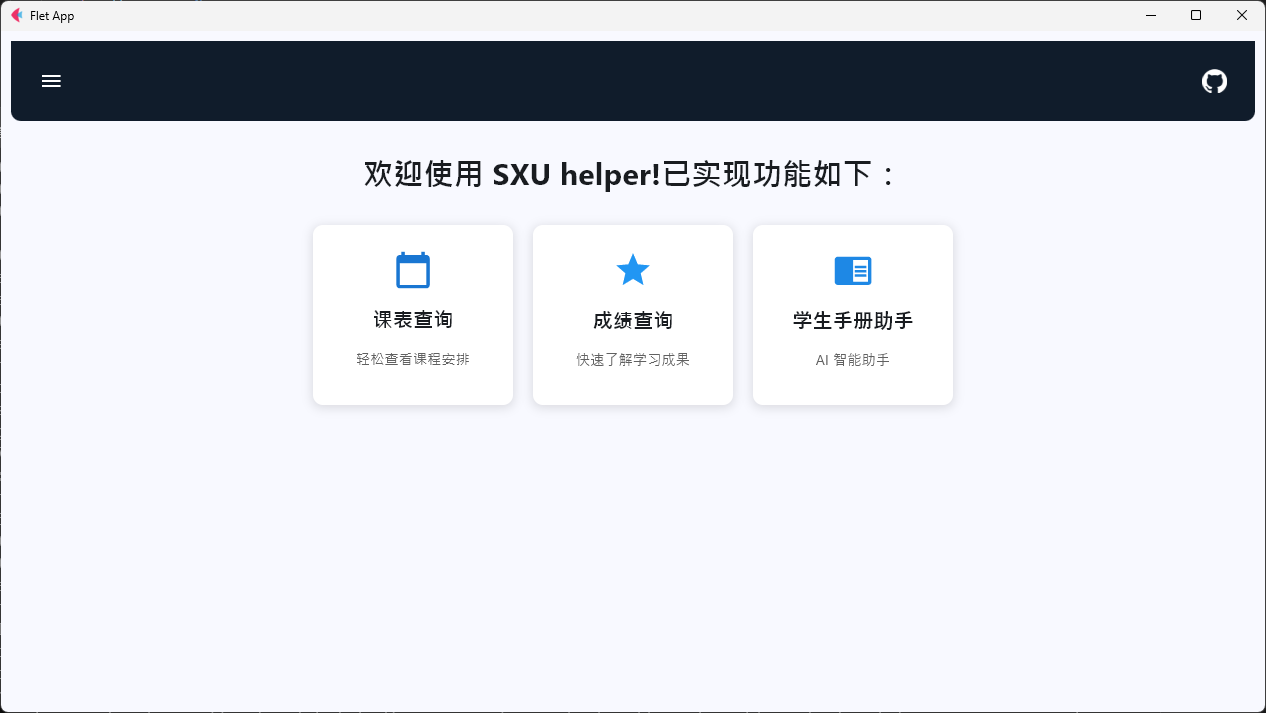 Flet App
欢迎使用 SXU helper!已实现功能如下：
课表查询
轻松查看课程安排
成绩查询
快速了解学习成果
学生手册助手
AI 智能助手